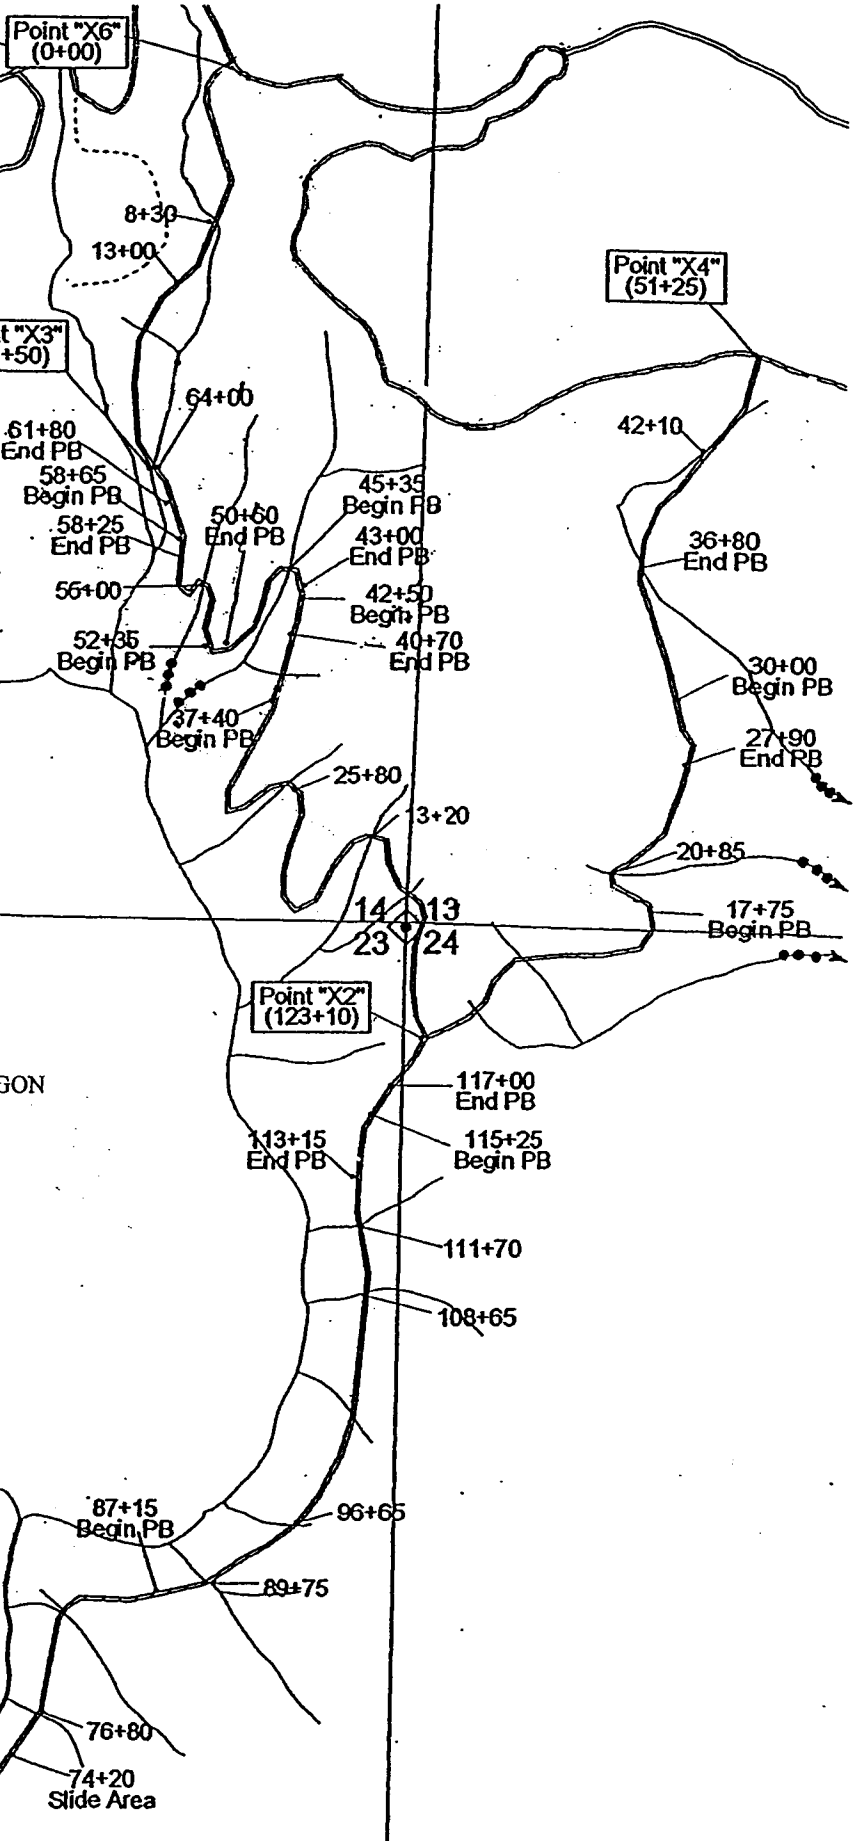 Point "X6"
(0+00)
8+30
13+00
Point "X4"
(51+25)
t "X3"
+50)
64+00
42+10
61+80
End PB
58+65
Begin PB
58+25
End PB
50+60
End PB
45+35
Begin PB
43+00
End PB
36+80
End PB
55+00
42+50
Begin PB
52+35
Begin PB
40+70
End PB
30+00
Begin PB
37+40
Begin PB
27+90
End PB
25+80
13+20
20+85
14 13
23 24
17+75
Begin PB
Point "X2"
(123+10)
GON
117+00
End PB
113+15
End PB
115+25
Begin PB
111+70
108+65
87+15
Begin PB
96+65
89+75
76+80
74+20
Slide Area